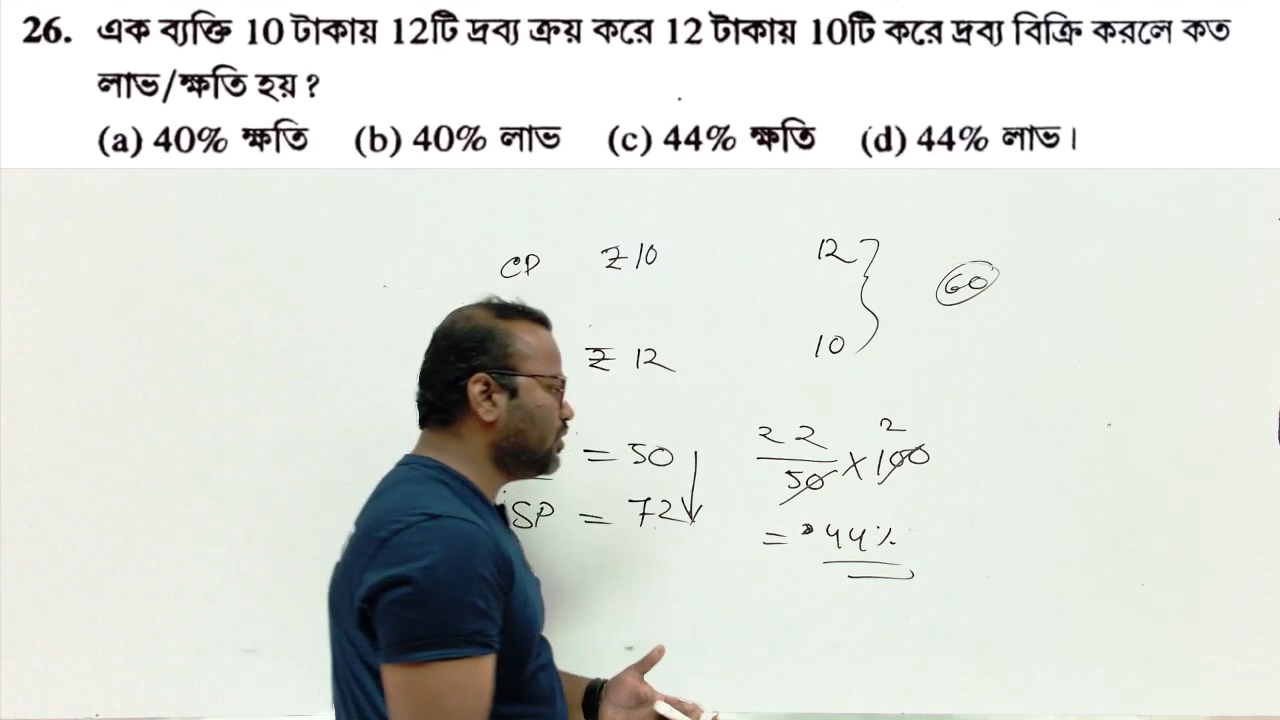 26. এক ব্যক্তি 10 টাকায় 12টি দ্রব্য ক্রয় করে 12 টাকায় 10টি করে দ্রব্য বিক্রি করলে কত
লাভ/ক্ষতি হয় ?
(a) 40% ক্ষতি (b) 40% লাভ (c) 44% ক্ষতি (d) 44% লাভ।
CP ₹10 12 60
₹ 12 10
= 50
SP = 72
22/50 × 100 2
= 44%